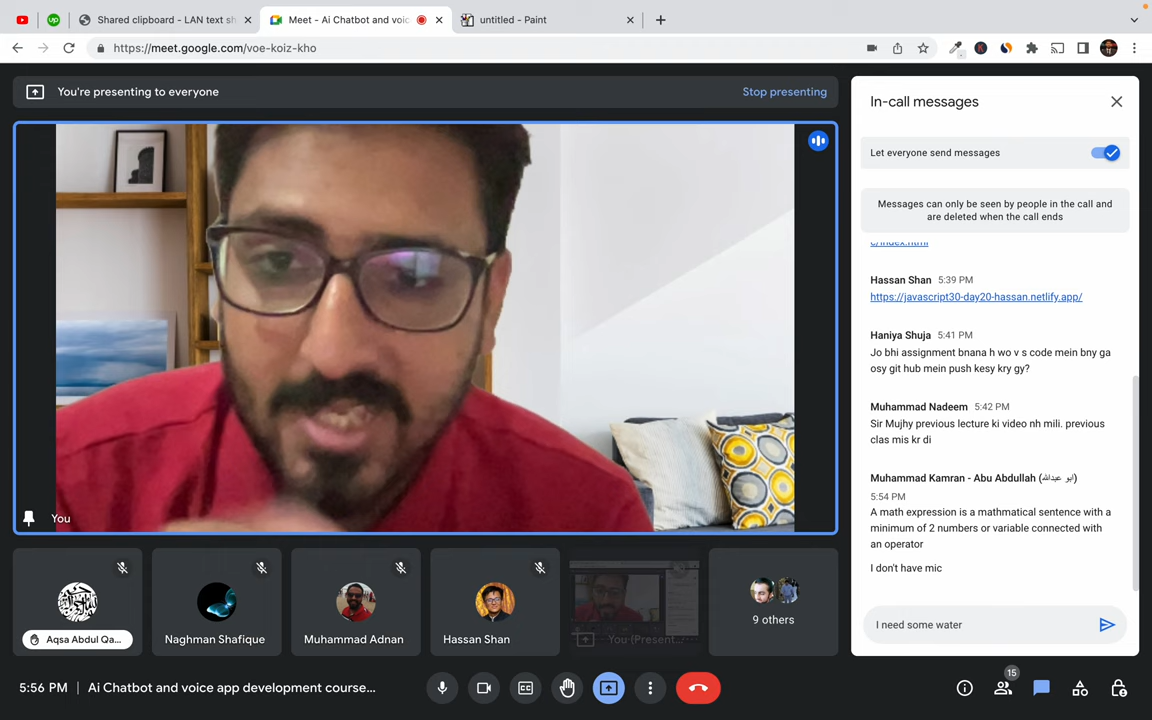 Shared clipboard - LAN text sh
Meet - Ai Chatbot and voic
untitled - Paint
https://meet.google.com/voe-koiz-kho
You're presenting to everyone
Stop presenting
You
Aqsa Abdul Qa...
Naghman Shafique
Muhammad Adnan
Hassan Shan
You (Present...
9 others
In-call messages
Let everyone send messages
Messages can only be seen by people in the call and
are deleted when the call ends
c/index.html
Hassan Shan 5:39 PM
https://javascript30-day20-hassan.netlify.app/
Haniya Shuja 5:41 PM
Jo bhi assignment bnana h wo v s code mein bny ga
osy git hub mein push kesy kry gy?
Muhammad Nadeem 5:42 PM
Sir Mujhy previous lecture ki video nh mili. previous
clas mis kr di
Muhammad Kamran - Abu Abdullah (ابو عبدالله)
5:54 PM
A math expression is a mathmatical sentence with a
minimum of 2 numbers or variable connected with
an operator
I don't have mic
I need some water
5:56 PM | Ai Chatbot and voice app development course...
15